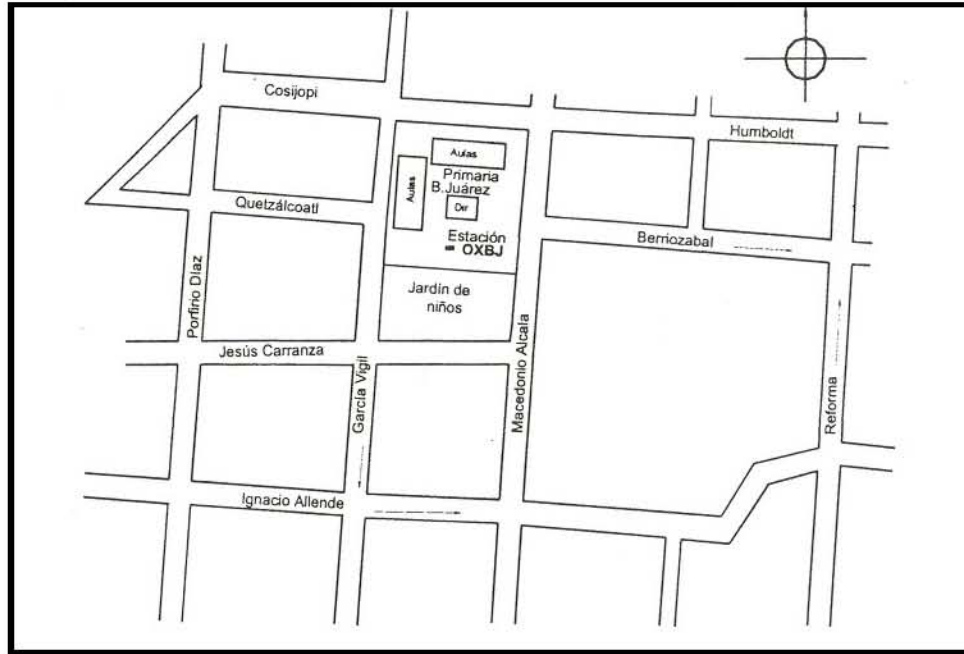 Cosijopi
Humboldt
Aulas
Aulas
Primaria
B.Juárez
Dir
Quetzálcoatl
Estación
OXBJ
Berriozabal
Jardín de
niños
Porfirio Díaz
Jesús Carranza
García Vigil
Macedonio Alcala
Reforma
Ignacio Allende